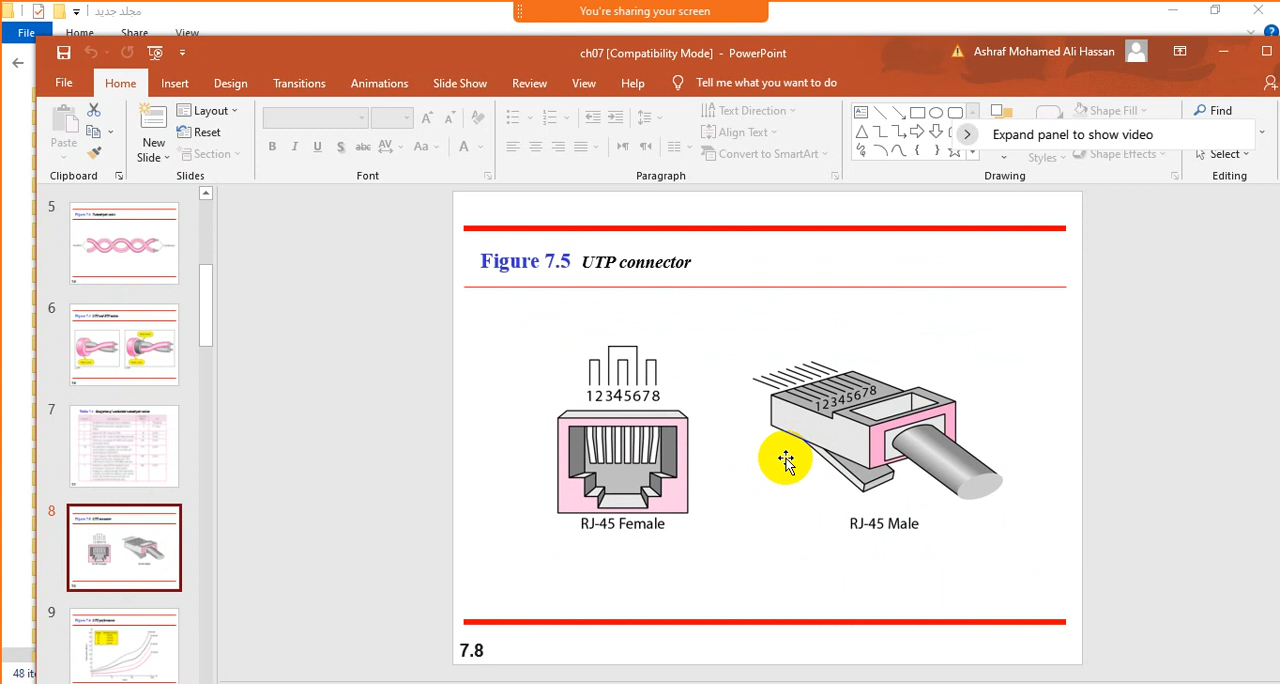 You're sharing your screen
مجلد جديد
File
Home
Share
View
ch07 [Compatibility Mode] - PowerPoint
Ashraf Mohamed Ali Hassan
File
Home
Insert
Design
Transitions
Animations
Slide Show
Review
View
Help
Tell me what you want to do
Paste
New
Slide
Layout
Reset
Section
B I U S abc AV Aa A
Text Direction
Align Text
Convert to SmartArt
Shape Fill
Expand panel to show video
Styles
Shape Effects
Find
Select
Clipboard
Slides
Font
Paragraph
Drawing
Editing
5
6
7
8
9
48 ite
Figure 7.5 UTP connector
12345678
12345678
RJ-45 Female
RJ-45 Male
7.8